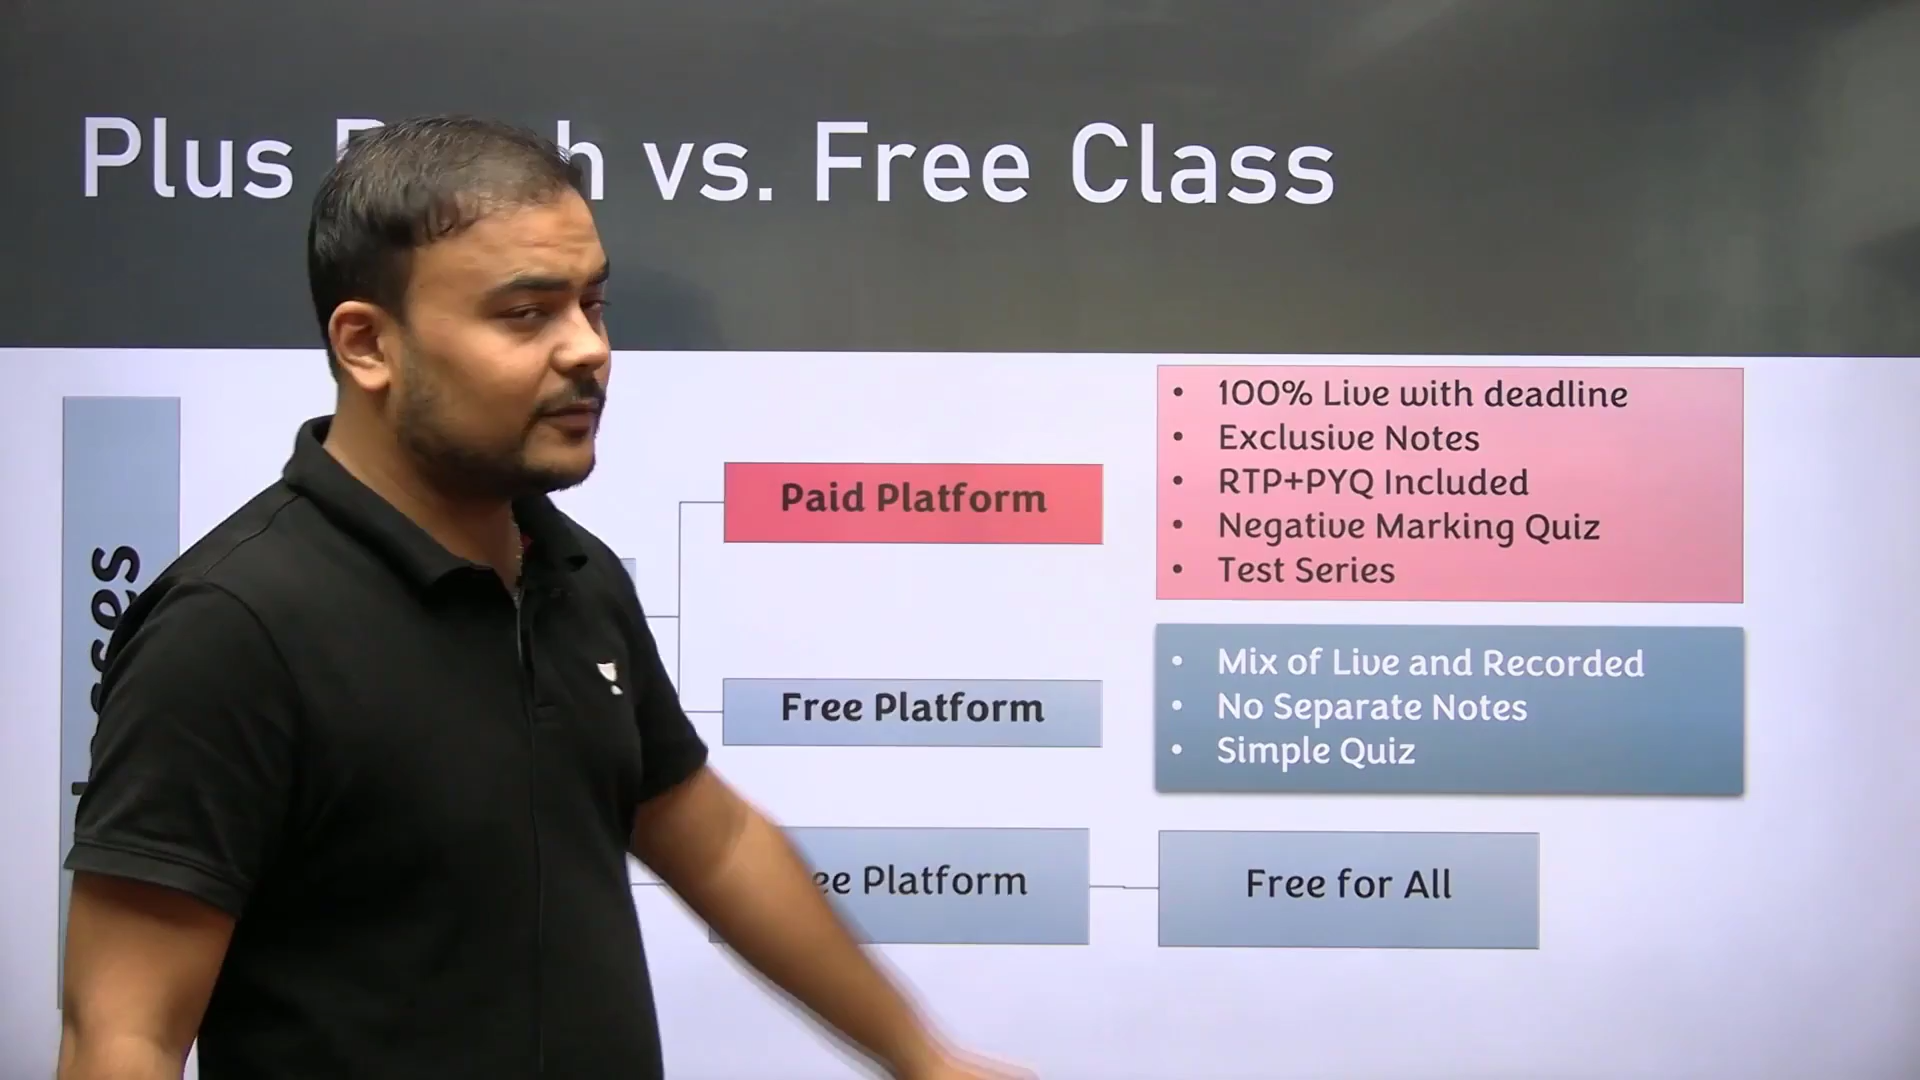 Plus vs. Free Class
100% Live with deadline
Exclusive Notes
RTP+PYQ Included
Negative Marking Quiz
Test Series
Paid Platform
Mix of Live and Recorded
No Separate Notes
Simple Quiz
Free Platform
Platform
Free for All